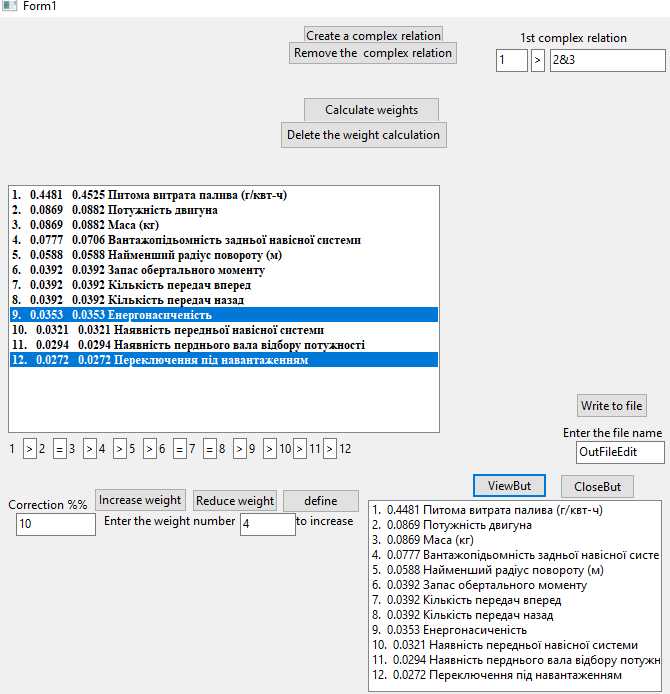 Form1
Create a complex relation
Remove the complex relation
1st complex relation
1 > 2&3
Calculate weights
Delete the weight calculation
1. 0.4481 0.4525 Питома витрата палива (г/квт-ч)
2. 0.0869 0.0882 Потужність двигуна
3. 0.0869 0.0882 Маса (кг)
4. 0.0777 0.0706 Вантажопідьомність задньої навісної системи
5. 0.0588 0.0588 Найменший радіус повороту (м)
6. 0.0392 0.0392 Запас обертального моменту
7. 0.0392 0.0392 Кількість передач вперед
8. 0.0392 0.0392 Кількість передач назад
9. 0.0353 0.0353 Енергонасиченість
10. 0.0321 0.0321 Наявність передньої навісної системи
11. 0.0294 0.0294 Наявність перднього вала відбору потужності
12. 0.0272 0.0272 Переключення під навантаженням
Write to file
Enter the file name
OutFileEdit
1 > 2 = 3 > 4 > 5 > 6 = 7 = 8 > 9 > 10 > 11 > 12
ViewBut CloseBut
Correction %% Increase weight Reduce weight define
10 Enter the weight number 4 to increase
1. 0.4481 Питома витрата палива (г/квт-ч)
2. 0.0869 Потужність двигуна
3. 0.0869 Маса (кг)
4. 0.0777 Вантажопідьомність задньої навісної систе
5. 0.0588 Найменший радіус повороту (м)
6. 0.0392 Запас обертального моменту
7. 0.0392 Кількість передач вперед
8. 0.0392 Кількість передач назад
9. 0.0353 Енергонасиченість
10. 0.0321 Наявність передньої навісної системи
11. 0.0294 Наявність перднього вала відбору потужн
12. 0.0272 Переключення під навантаженням